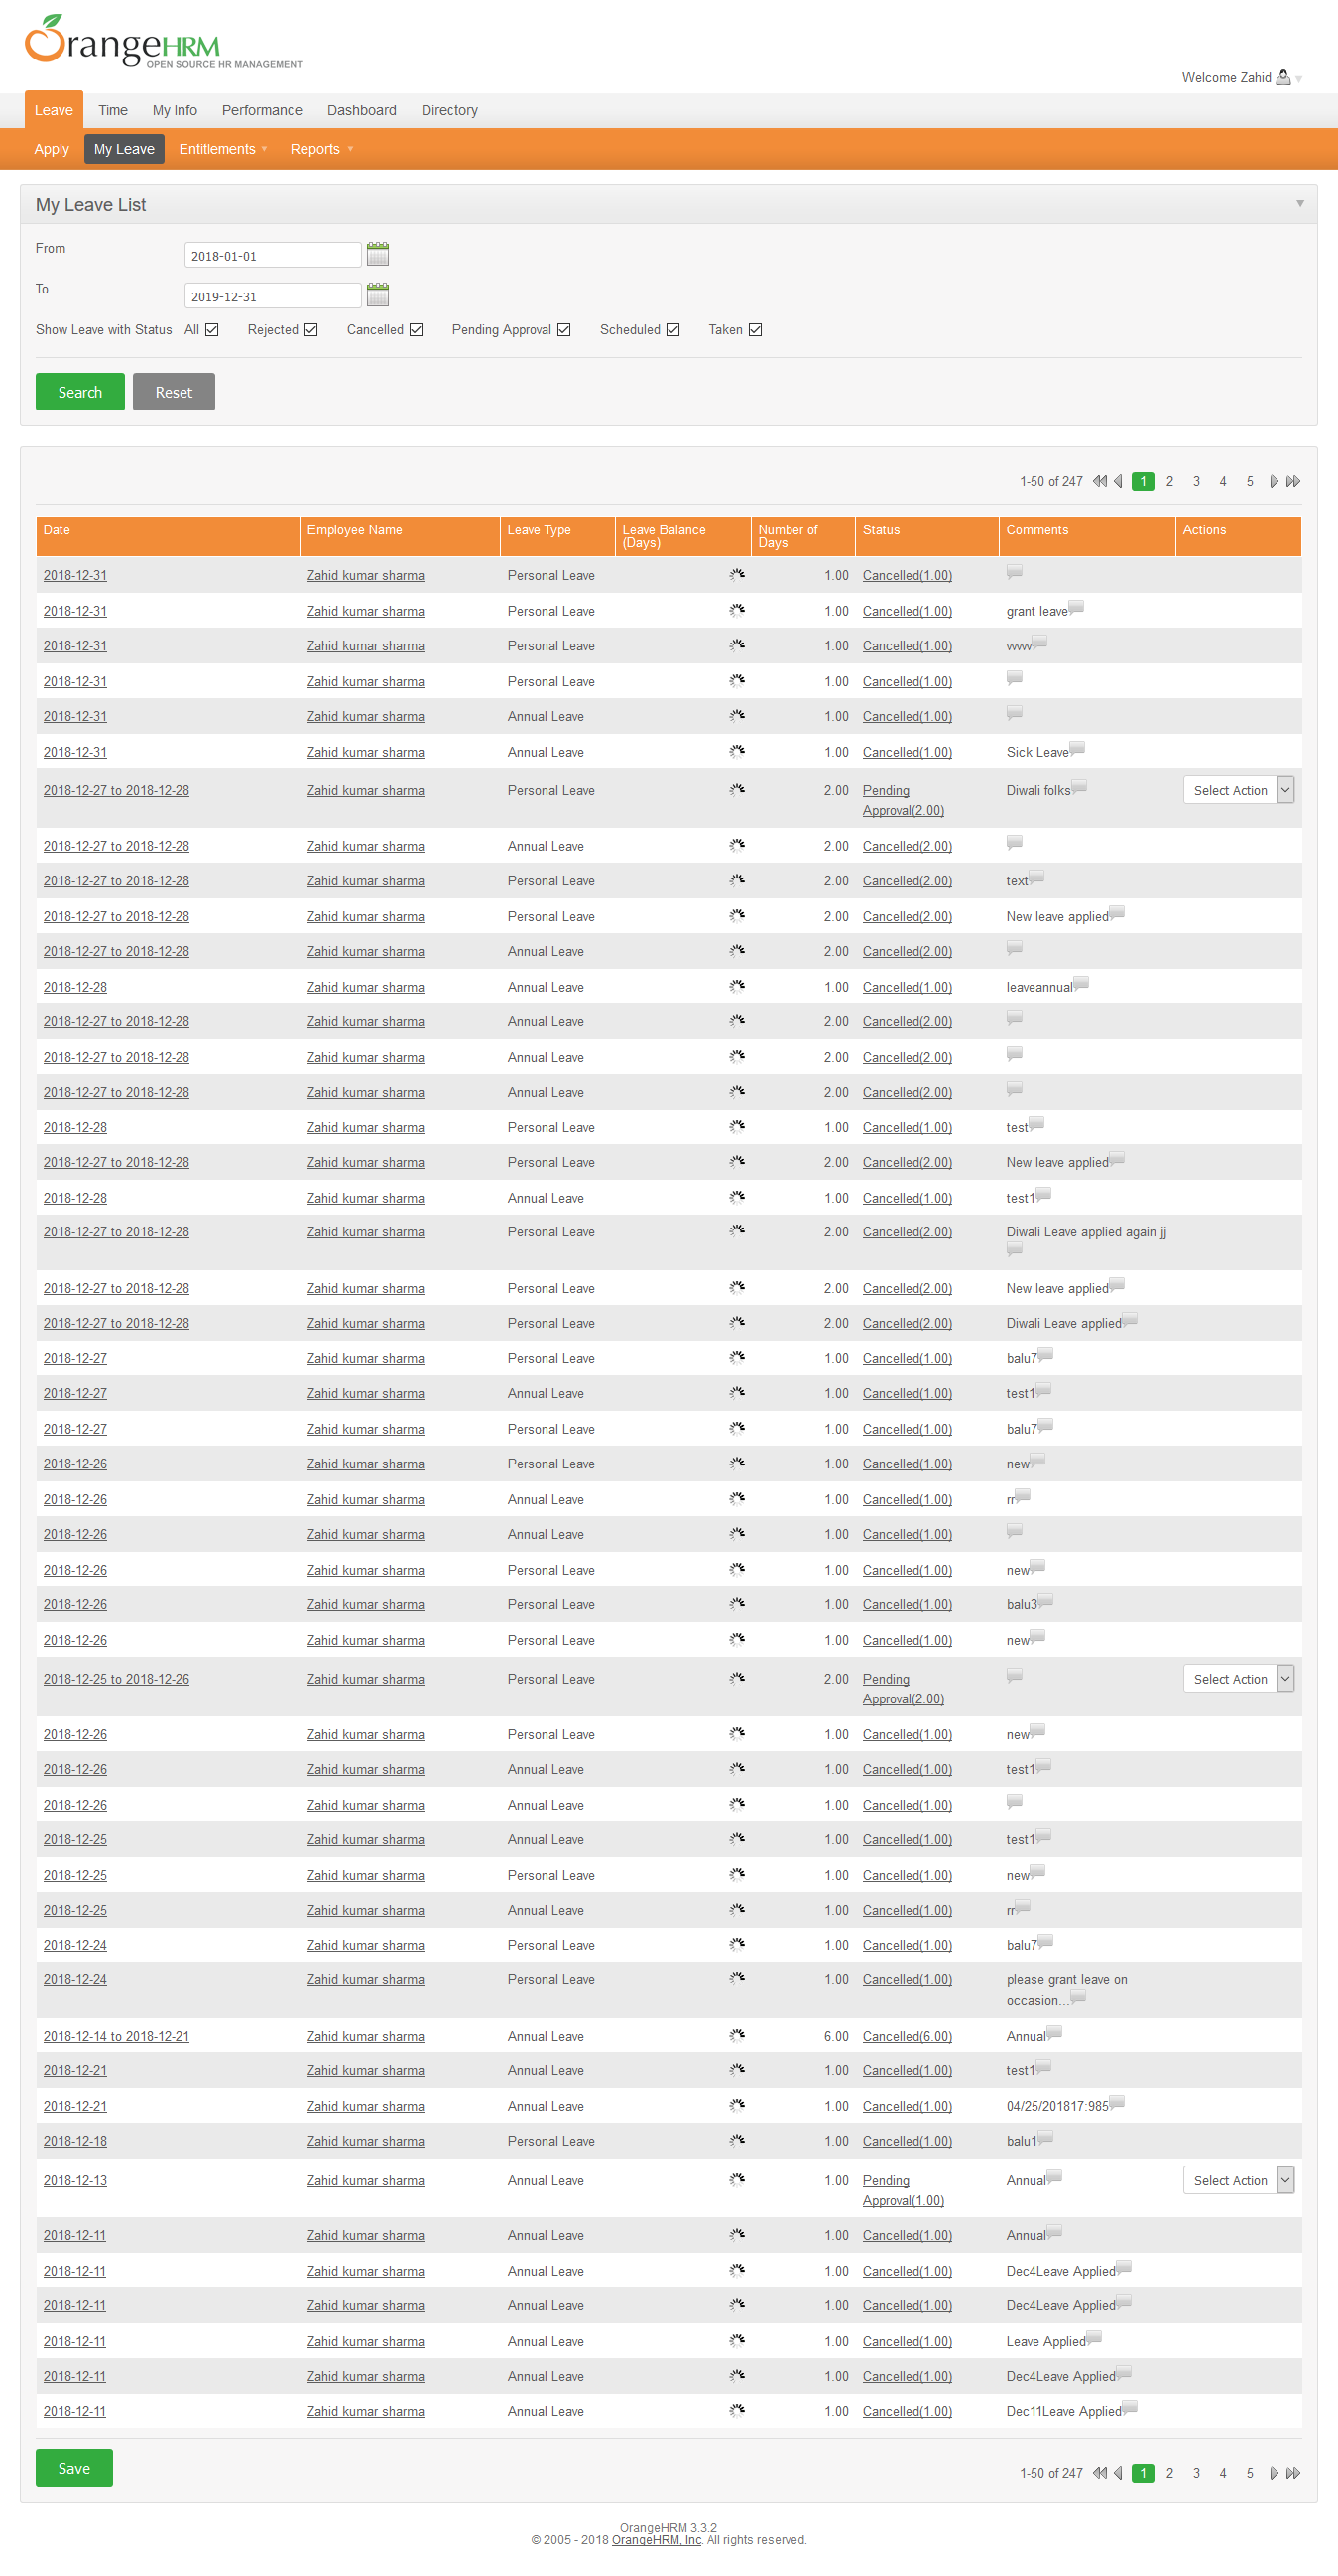 OrangeHRM
OPEN SOURCE HR MANAGEMENT
Welcome Zahid
Leave Time My Info Performance Dashboard Directory
Apply My Leave Entitlements Reports
My Leave List
From 2018-01-01
To 2019-12-31
Show Leave with Status All Rejected Cancelled Pending Approval Scheduled Taken
Search Reset
1-50 of 247 1 2 3 4 5
Date Employee Name Leave Type Leave Balance (Days) Number of Days Status Comments Actions
2018-12-31 Zahid kumar sharma Personal Leave 1.00 Cancelled(1.00)
2018-12-31 Zahid kumar sharma Personal Leave 1.00 Cancelled(1.00) grant leave
2018-12-31 Zahid kumar sharma Personal Leave 1.00 Cancelled(1.00)
2018-12-31 Zahid kumar sharma Personal Leave 1.00 Cancelled(1.00)
2018-12-31 Zahid kumar sharma Annual Leave 1.00 Cancelled(1.00)
2018-12-31 Zahid kumar sharma Annual Leave 1.00 Cancelled(1.00) Sick Leave
2018-12-27 to 2018-12-28 Zahid kumar sharma Personal Leave 2.00 Pending Approval(2.00) Diwali folks Select Action
2018-12-27 to 2018-12-28 Zahid kumar sharma Annual Leave 2.00 Cancelled(2.00)
2018-12-27 to 2018-12-28 Zahid kumar sharma Personal Leave 2.00 Cancelled(2.00) text
2018-12-27 to 2018-12-28 Zahid kumar sharma Personal Leave 2.00 Cancelled(2.00) New leave applied
2018-12-27 to 2018-12-28 Zahid kumar sharma Annual Leave 2.00 Cancelled(2.00)
2018-12-28 Zahid kumar sharma Annual Leave 1.00 Cancelled(1.00) leaveannual
2018-12-27 to 2018-12-28 Zahid kumar sharma Annual Leave 2.00 Cancelled(2.00)
2018-12-27 to 2018-12-28 Zahid kumar sharma Annual Leave 2.00 Cancelled(2.00)
2018-12-27 to 2018-12-28 Zahid kumar sharma Annual Leave 2.00 Cancelled(2.00)
2018-12-28 Zahid kumar sharma Personal Leave 1.00 Cancelled(1.00) test
2018-12-27 to 2018-12-28 Zahid kumar sharma Personal Leave 2.00 Cancelled(2.00) New leave applied
2018-12-28 Zahid kumar sharma Annual Leave 1.00 Cancelled(1.00) test1
2018-12-27 to 2018-12-28 Zahid kumar sharma Personal Leave 2.00 Cancelled(2.00) Diwali Leave applied again jj
2018-12-27 to 2018-12-28 Zahid kumar sharma Personal Leave 2.00 Cancelled(2.00) New leave applied
2018-12-27 to 2018-12-28 Zahid kumar sharma Personal Leave 2.00 Cancelled(2.00) Diwali Leave applied
2018-12-27 Zahid kumar sharma Personal Leave 1.00 Cancelled(1.00) balu7
2018-12-27 Zahid kumar sharma Annual Leave 1.00 Cancelled(1.00) test1
2018-12-27 Zahid kumar sharma Personal Leave 1.00 Cancelled(1.00) balu7
2018-12-26 Zahid kumar sharma Personal Leave 1.00 Cancelled(1.00) new
2018-12-26 Zahid kumar sharma Annual Leave 1.00 Cancelled(1.00) rr
2018-12-26 Zahid kumar sharma Annual Leave 1.00 Cancelled(1.00)
2018-12-26 Zahid kumar sharma Personal Leave 1.00 Cancelled(1.00) new
2018-12-26 Zahid kumar sharma Personal Leave 1.00 Cancelled(1.00) balu3
2018-12-26 Zahid kumar sharma Personal Leave 1.00 Cancelled(1.00) new
2018-12-25 to 2018-12-26 Zahid kumar sharma Personal Leave 2.00 Pending Approval(2.00) Select Action
2018-12-26 Zahid kumar sharma Personal Leave 1.00 Cancelled(1.00) new
2018-12-26 Zahid kumar sharma Annual Leave 1.00 Cancelled(1.00) test1
2018-12-26 Zahid kumar sharma Annual Leave 1.00 Cancelled(1.00)
2018-12-25 Zahid kumar sharma Annual Leave 1.00 Cancelled(1.00) test1
2018-12-25 Zahid kumar sharma Personal Leave 1.00 Cancelled(1.00) new
2018-12-25 Zahid kumar sharma Annual Leave 1.00 Cancelled(1.00) rr
2018-12-24 Zahid kumar sharma Personal Leave 1.00 Cancelled(1.00) balu7
2018-12-24 Zahid kumar sharma Personal Leave 1.00 Cancelled(1.00) please grant leave on occasion...
2018-12-14 to 2018-12-21 Zahid kumar sharma Annual Leave 6.00 Cancelled(6.00) Annual
2018-12-21 Zahid kumar sharma Annual Leave 1.00 Cancelled(1.00) test1
2018-12-21 Zahid kumar sharma Annual Leave 1.00 Cancelled(1.00) 04/25/201817:985
2018-12-18 Zahid kumar sharma Personal Leave 1.00 Cancelled(1.00) balu1
2018-12-13 Zahid kumar sharma Annual Leave 1.00 Pending Approval(1.00) Annual Select Action
2018-12-11 Zahid kumar sharma Annual Leave 1.00 Cancelled(1.00) Annual
2018-12-11 Zahid kumar sharma Annual Leave 1.00 Cancelled(1.00) Dec4Leave Applied
2018-12-11 Zahid kumar sharma Annual Leave 1.00 Cancelled(1.00) Dec4Leave Applied
2018-12-11 Zahid kumar sharma Annual Leave 1.00 Cancelled(1.00) Leave Applied
2018-12-11 Zahid kumar sharma Annual Leave 1.00 Cancelled(1.00) Dec4Leave Applied
2018-12-11 Zahid kumar sharma Annual Leave 1.00 Cancelled(1.00) Dec11Leave Applied
Save
1-50 of 247 1 2 3 4 5
OrangeHRM 3.3.2
© 2005 - 2018 OrangeHRM, Inc. All rights reserved.